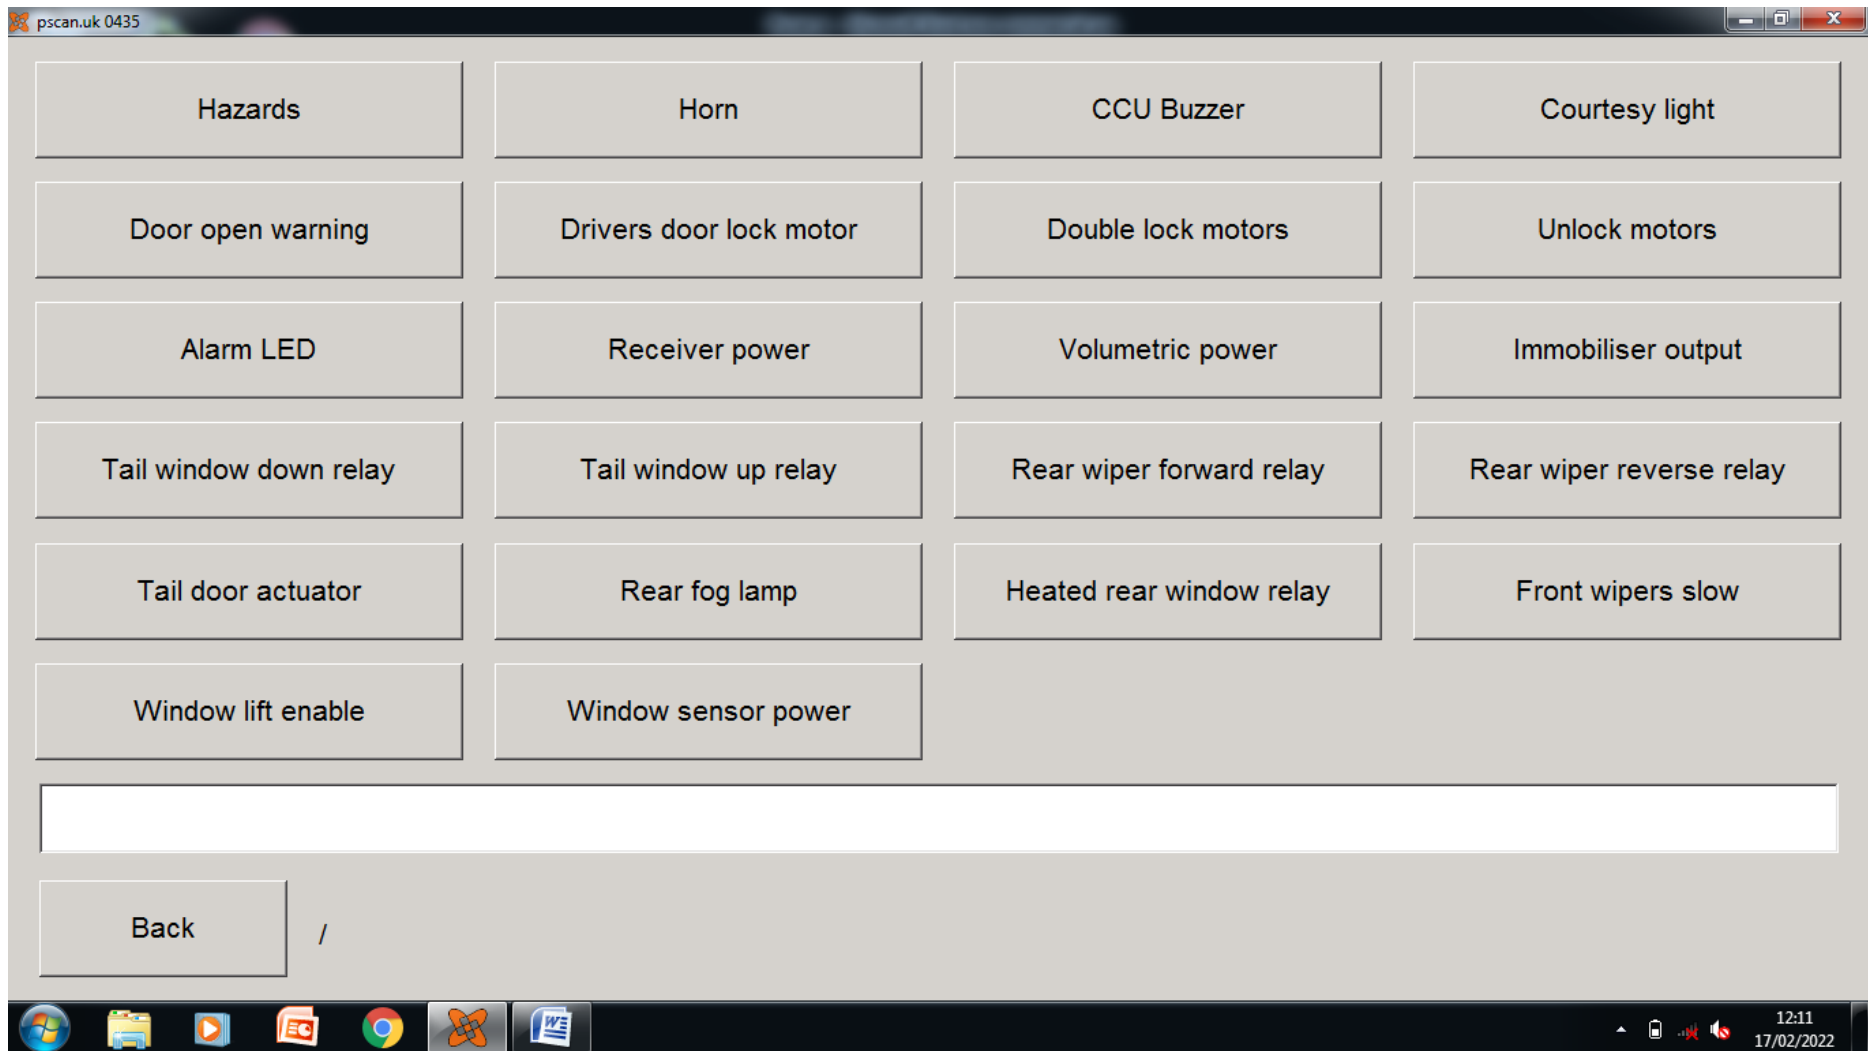 pscan.uk 0435
Hazards
Horn
CCU Buzzer
Courtesy light
Door open warning
Drivers door lock motor
Double lock motors
Unlock motors
Alarm LED
Receiver power
Volumetric power
Immobiliser output
Tail window down relay
Tail window up relay
Rear wiper forward relay
Rear wiper reverse relay
Tail door actuator
Rear fog lamp
Heated rear window relay
Front wipers slow
Window lift enable
Window sensor power
Back
/
12:11
17/02/2022